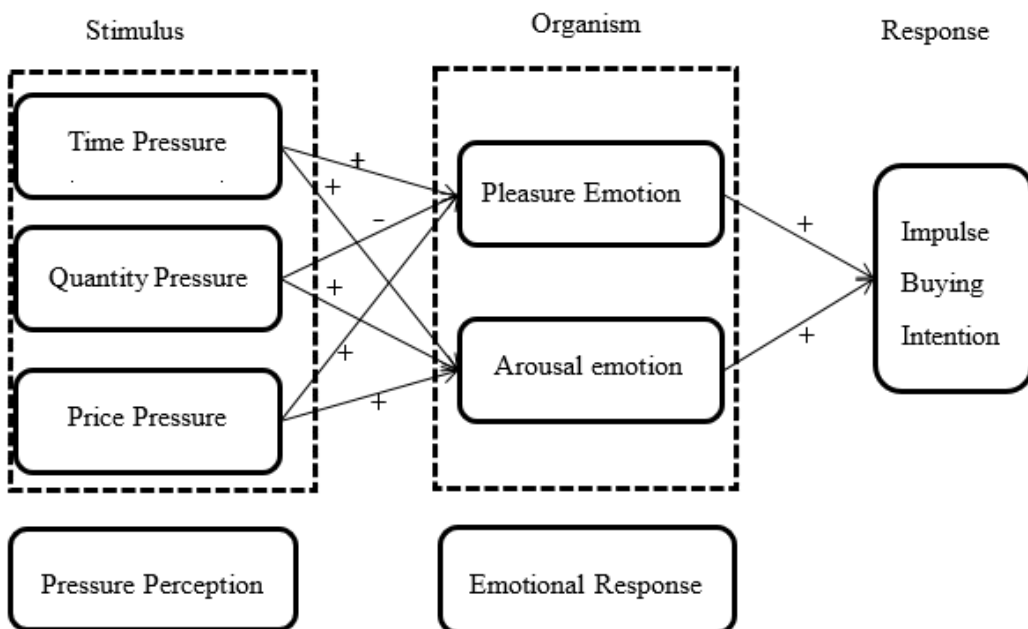 Stimulus
Organism
Response
Time Pressure
+
+
Pleasure Emotion
-
+
Impulse
Quantity Pressure
+
Buying
+
Intention
+
Arousal emotion
Price Pressure
+
Pressure Perception
Emotional Response